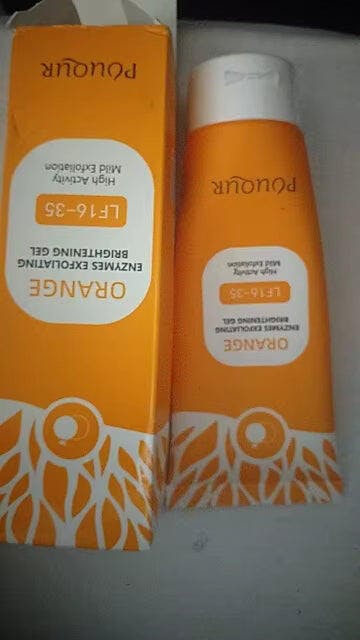 ORANGE
ENZYMES EXFOLIATING
BRIGHTENING GEL
LF16-35
High Activity
Mild Exfoliation
POUQUR
ORANGE
ENZYMES EXFOLIATING
BRIGHTENING GEL
LF16-35
High Activity
Mild Exfoliation
POUQUR